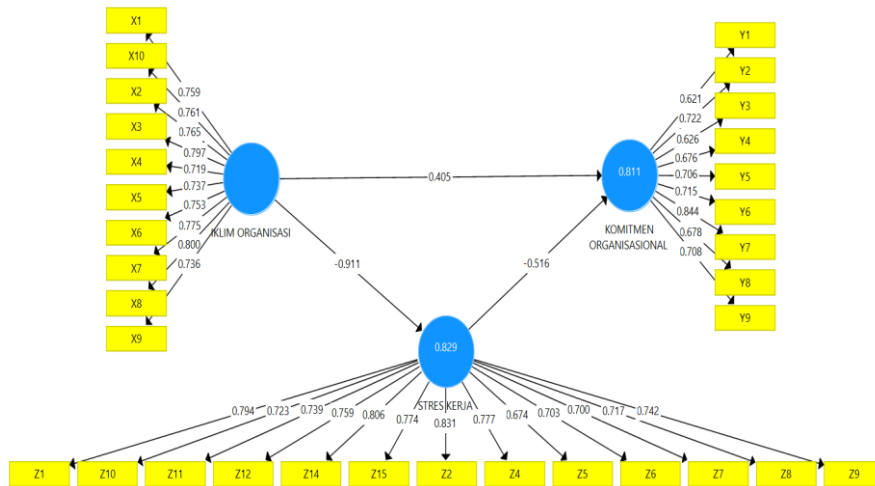 X1
X10
X2
X3
X4
X5
X6
X7
X8
X9
0.759
0.761
0.765
0.797
0.719
0.737
0.753
0.775
0.800
0.736
IKLIM ORGANISASI
0.405
-0.911
-0.516
0.811
KOMITMEN
ORGANISASIONAL
0.621
0.722
0.626
0.676
0.706
0.715
0.844
0.678
0.708
Y1
Y2
Y3
Y4
Y5
Y6
Y7
Y8
Y9
0.829
STRES KERJA
0.794
0.723
0.739
0.759
0.806
0.774
0.831
0.777
0.674
0.703
0.700
0.717
0.742
Z1
Z10
Z11
Z12
Z14
Z15
Z2
Z4
Z5
Z6
Z7
Z8
Z9